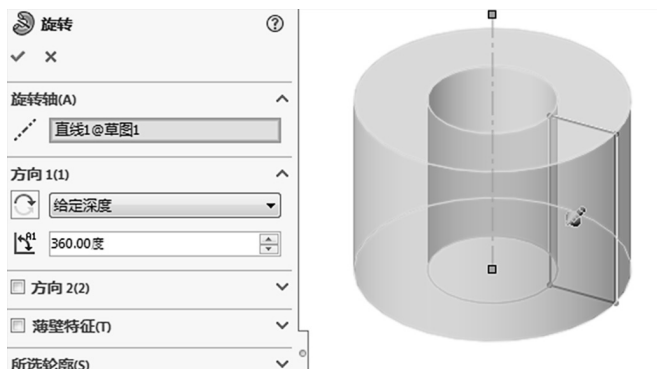 旋转
旋转轴(A)
直线1@草图1
方向 1(1)
给定深度
A1
360.00度
方向 2(2)
薄壁特征(T)
所选轮廓(S)